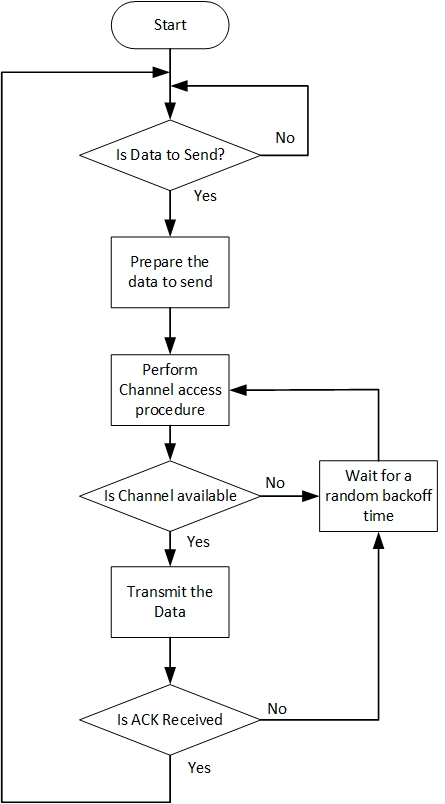 Start
Is Data to Send?
No
Yes
Prepare the
data to send
Perform
Channel access
procedure
Is Channel available
No
Wait for a
random backoff
time
Yes
Transmit the
Data
Is ACK Received
No
Yes